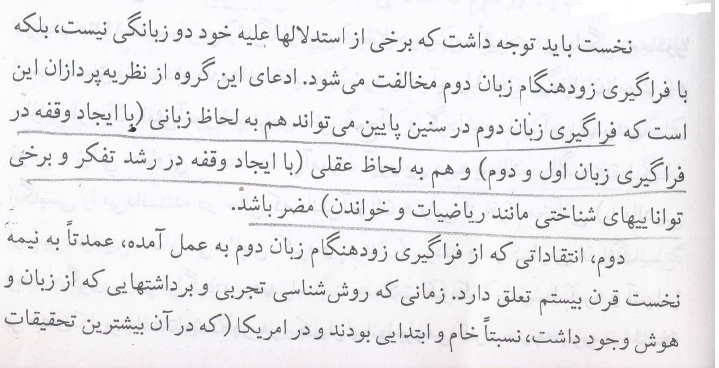 نخست باید توجه داشت که برخی از استدلالها علیه خود دو زبانگی نیست، بلکه
با فراگیری زودهنگام زبان دوم مخالفت می‌شود. ادعای این گروه از نظریه‌پردازان این
است که فراگیری زبان دوم در سنین پایین می‌تواند هم به لحاظ زبانی (با ایجاد وقفه در
فراگیری زبان اول و دوم) و هم به لحاظ عقلی (با ایجاد وقفه در رشد تفکر و برخی
تواناییهای شناختی مانند ریاضیات و خواندن) مضر باشد.
دوم، انتقاداتی که از فراگیری زودهنگام زبان دوم به عمل آمده، عمدتاً به نیمه
نخست قرن بیستم تعلق دارد. زمانی که روش‌شناسی تجربی و برداشتهایی که از زبان و
هوش وجود داشت، نسبتاً خام و ابتدایی بودند و در امریکا (که در آن بیشترین تحقیقات